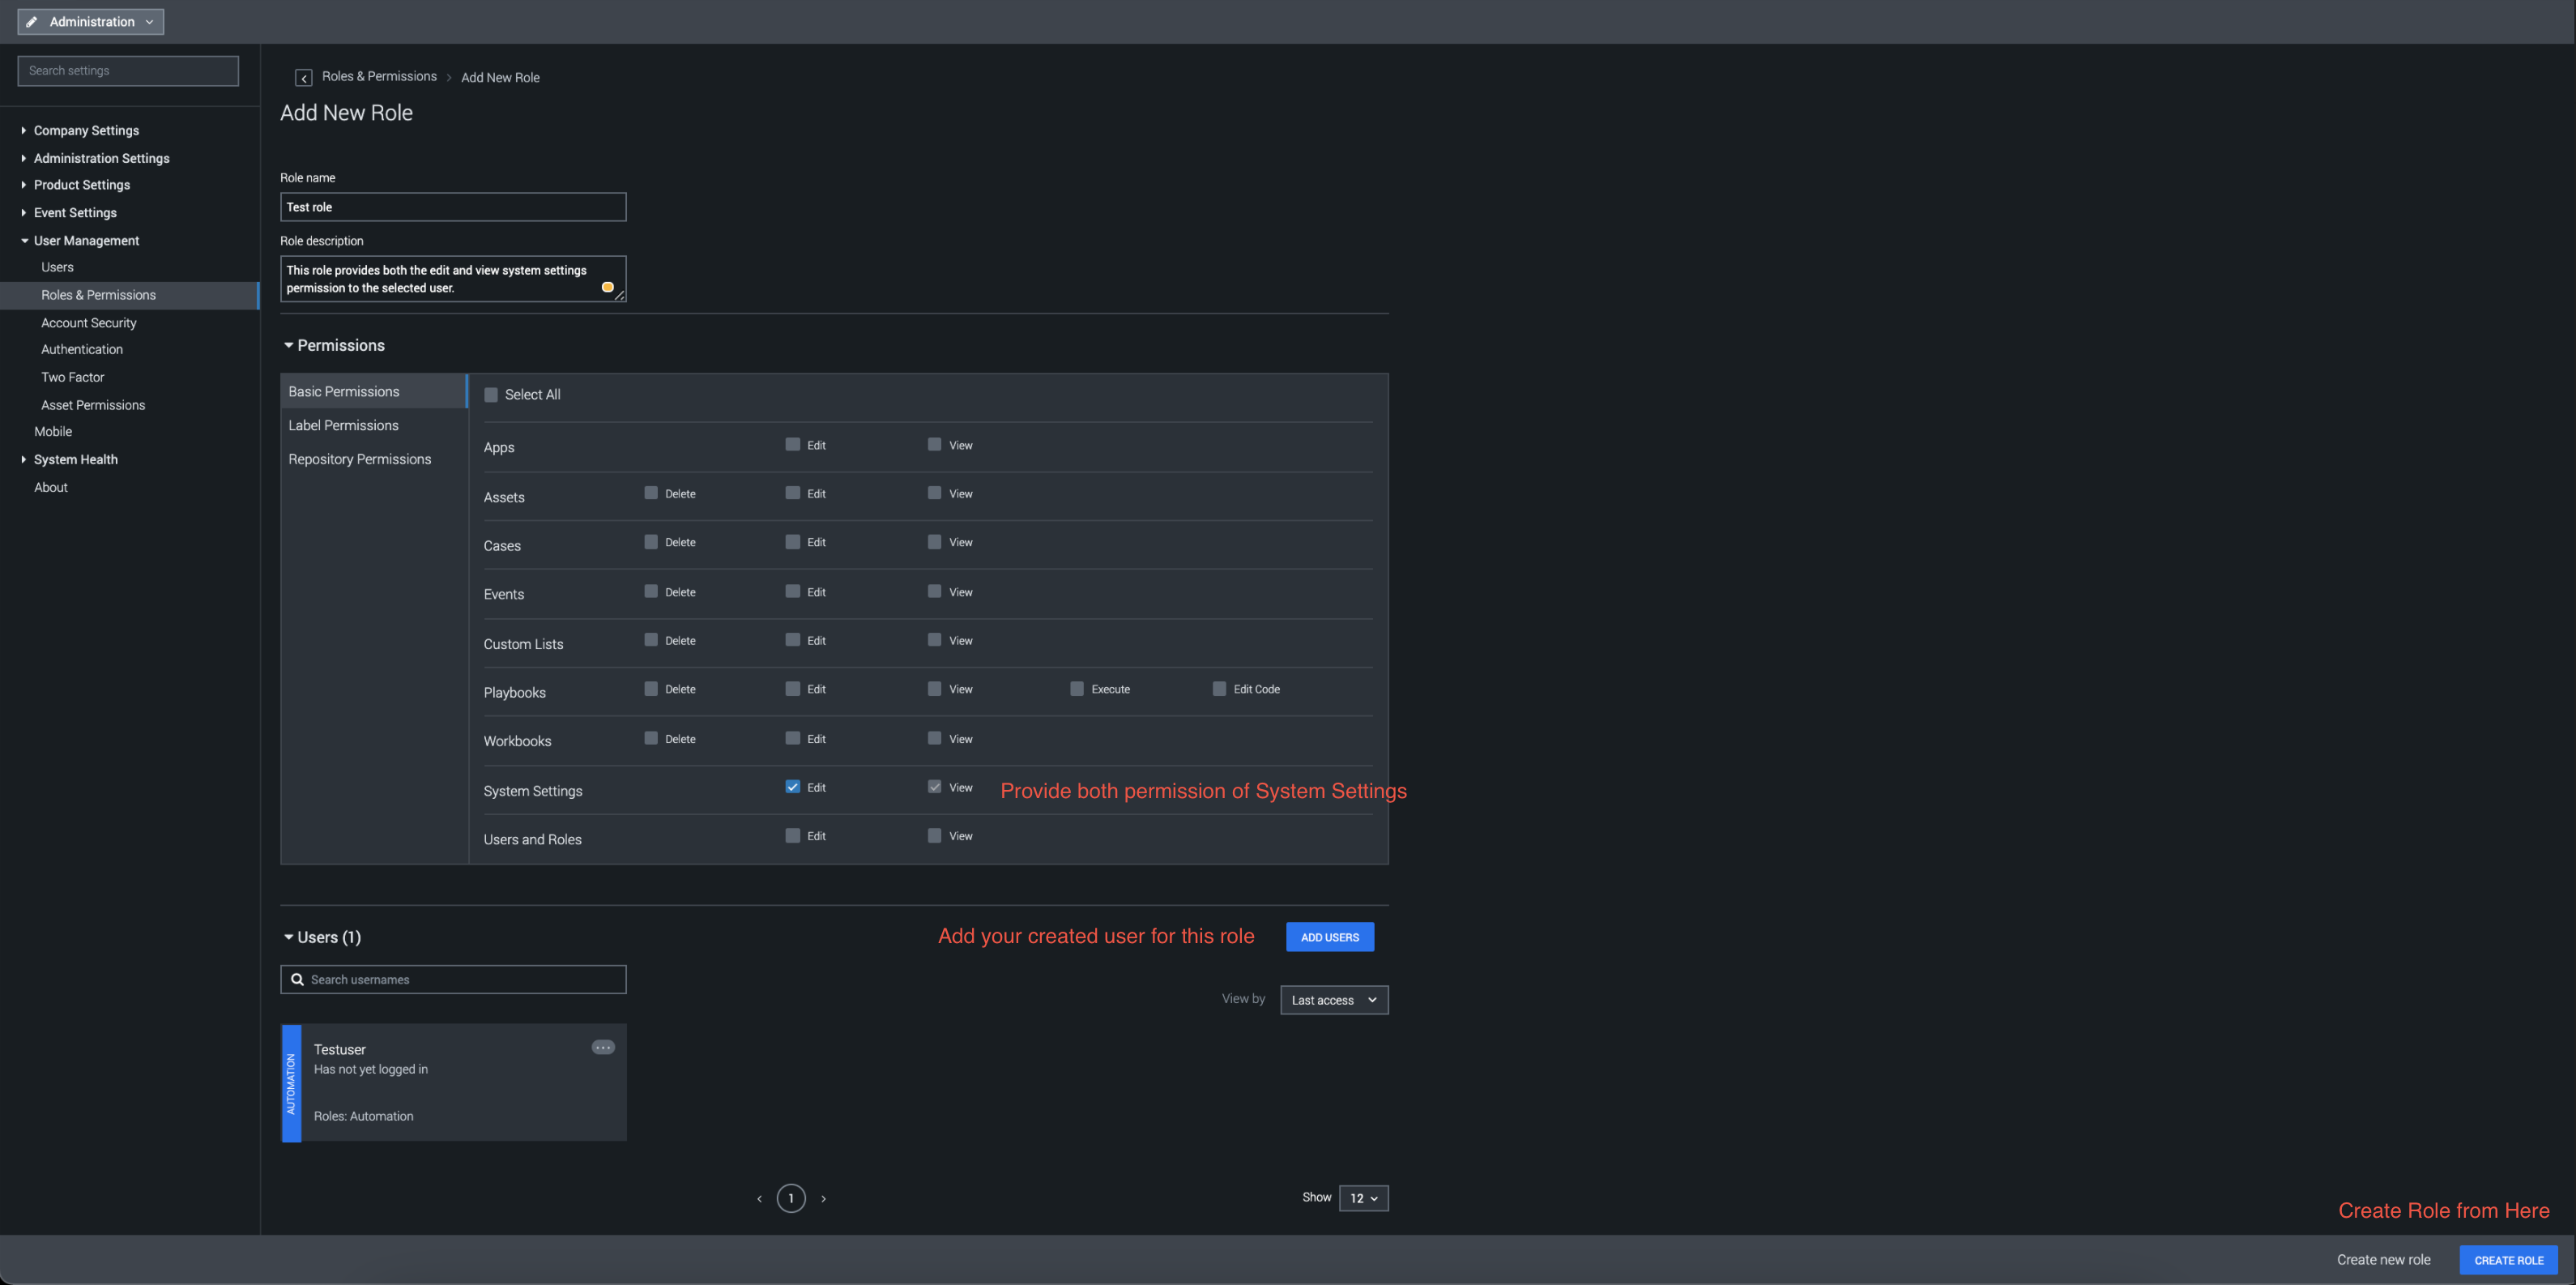 Administration
Search settings
Company Settings
Administration Settings
Product Settings
Event Settings
User Management
Users
Roles & Permissions
Account Security
Authentication
Two Factor
Asset Permissions
Mobile
System Health
About
Roles & Permissions > Add New Role
Add New Role
Role name
Test role
Role description
This role provides both the edit and view system settings
permission to the selected user.
Permissions
Basic Permissions
Label Permissions
Repository Permissions
Select All
Apps Edit View
Assets Delete Edit View
Cases Delete Edit View
Events Delete Edit View
Custom Lists Delete Edit View
Playbooks Delete Edit View Execute Edit Code
Workbooks Delete Edit View
System Settings Edit View Provide both permission of System Settings
Users and Roles Edit View
Users (1) Add your created user for this role ADD USERS
Search usernames
View by Last access
AUTOMATION
Testuser
Has not yet logged in
Roles: Automation
1
Show 12
Create Role from Here
Create new role CREATE ROLE